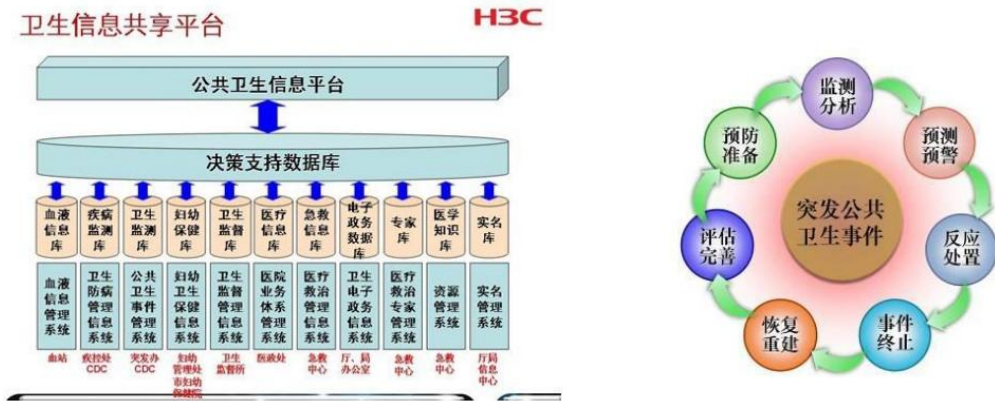 卫生信息共享平台
H3C
公共卫生信息平台
决策支持数据库
血液
信息
库
疾病
监测
库
卫生
监测
库
妇幼
保健
库
卫生
监督
库
医疗
信息
库
急救
信息
库
电子
政务
数据
库
专家
库
医学
知识
库
实名
库
血液
信息
管理
系统
卫生
防病
管理
信息
系统
公共
卫生
事件
管理
系统
妇幼
卫生
保健
信息
系统
卫生
监督
管理
信息
系统
医院
业务
体系
管理
系统
医疗
救治
管理
信息
系统
卫生
电子
政务
信息
系统
医疗
救治
专家
管理
系统
资源
管理
系统
实名
管理
系统
血站
疾控处
CDC
突发办
CDC
妇幼
管理处
市妇幼
保健院
卫生
监督所
医政处
急救
中心
厅、局
办公室
急救
中心
急救
中心
厅局
信息
中心
监测
分析
预测
预警
反应
处置
事件
终止
恢复
重建
评估
完善
预防
准备
突发公共
卫生事件